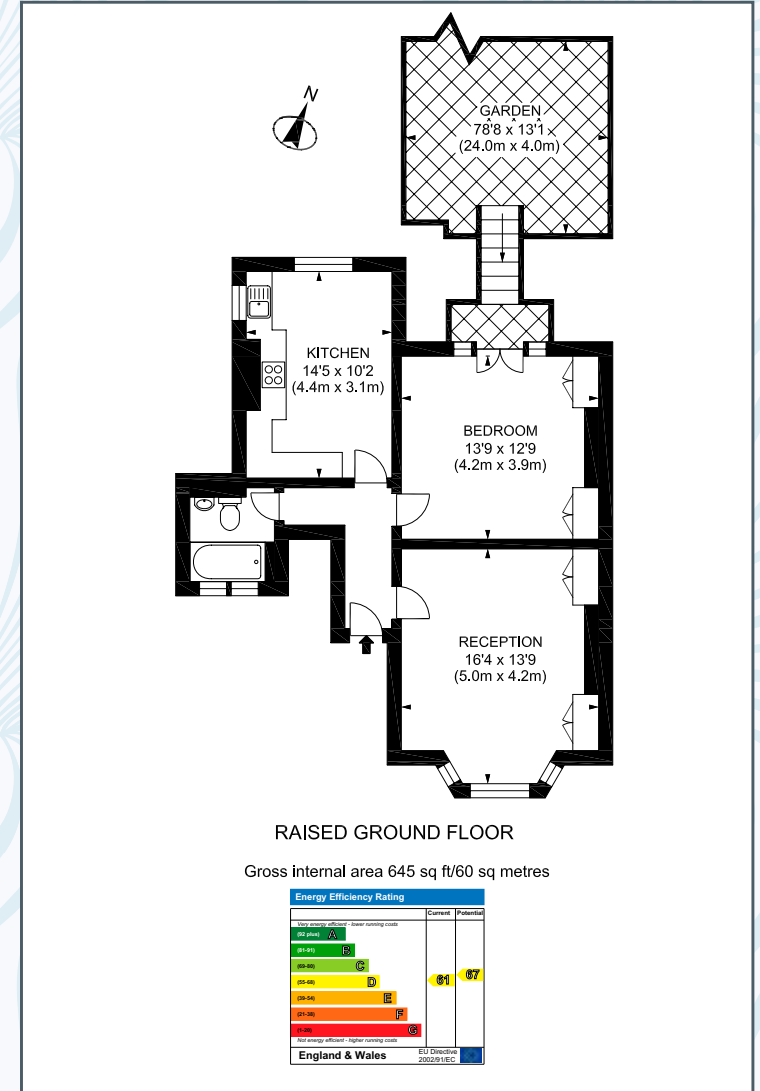 N
GARDEN
78'8 x 13'1
(24.0m x 4.0m)
KITCHEN
14'5 x 10'2
(4.4m x 3.1m)
BEDROOM
13'9 x 12'9
(4.2m x 3.9m)
RECEPTION
16'4 x 13'9
(5.0m x 4.2m)
RAISED GROUND FLOOR
Gross internal area 645 sq ft/60 sq metres
Energy Efficiency Rating
Current Potential
Very energy efficient - lower running costs
(92 plus) A
(81-91) B
(69-80) C
(55-68) D
61 67
(39-54) E
(21-38) F
(1-20) G
Not energy efficient - higher running costs
England & Wales
EU Directive
2002/91/EC